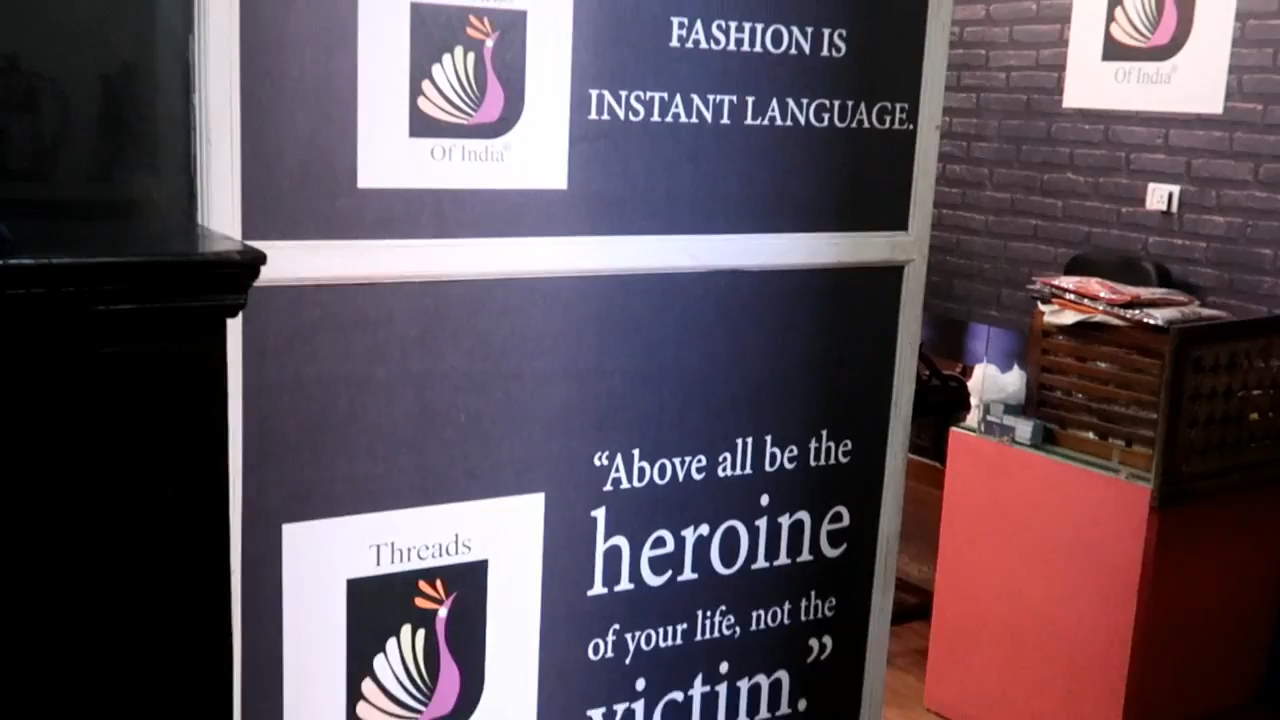 Of India®
FASHION IS
INSTANT LANGUAGE.
Of India®
Threads
“Above all be the
heroine
of your life, not the
victim.”